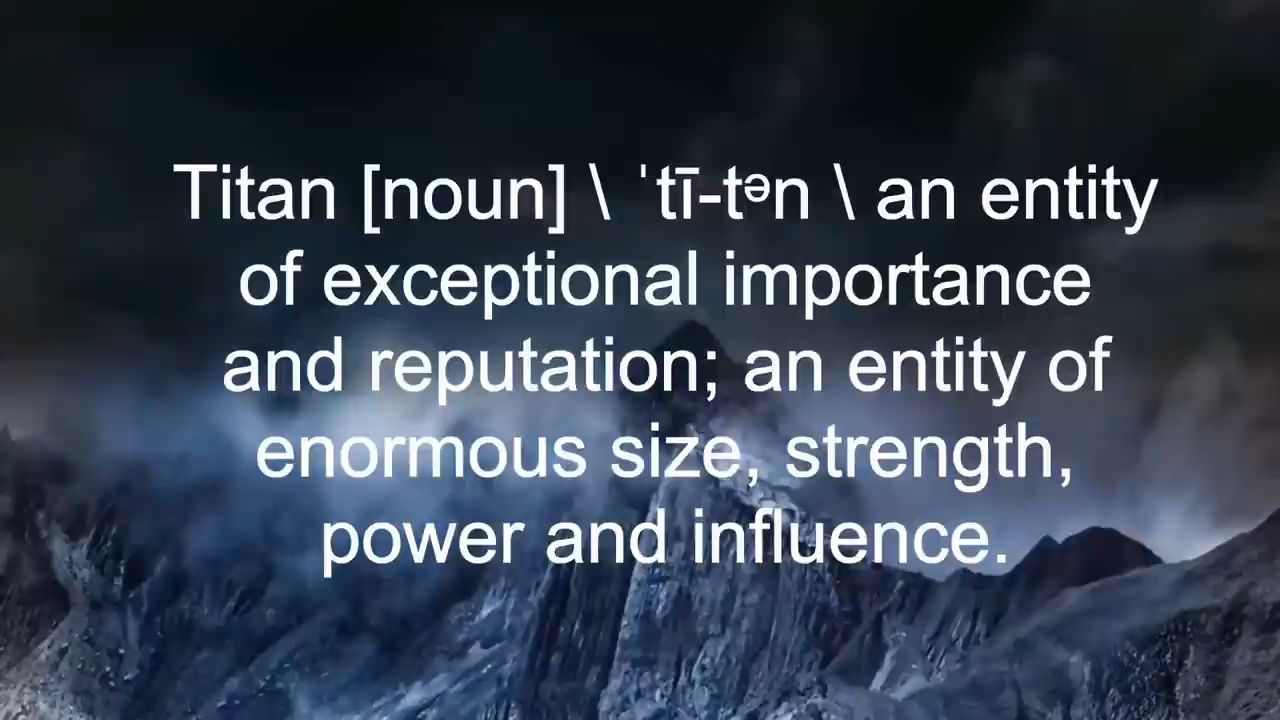 Titan [noun] \ ˈtī-tᵊn \ an entity
of exceptional importance
and reputation; an entity of
enormous size, strength,
power and influence.